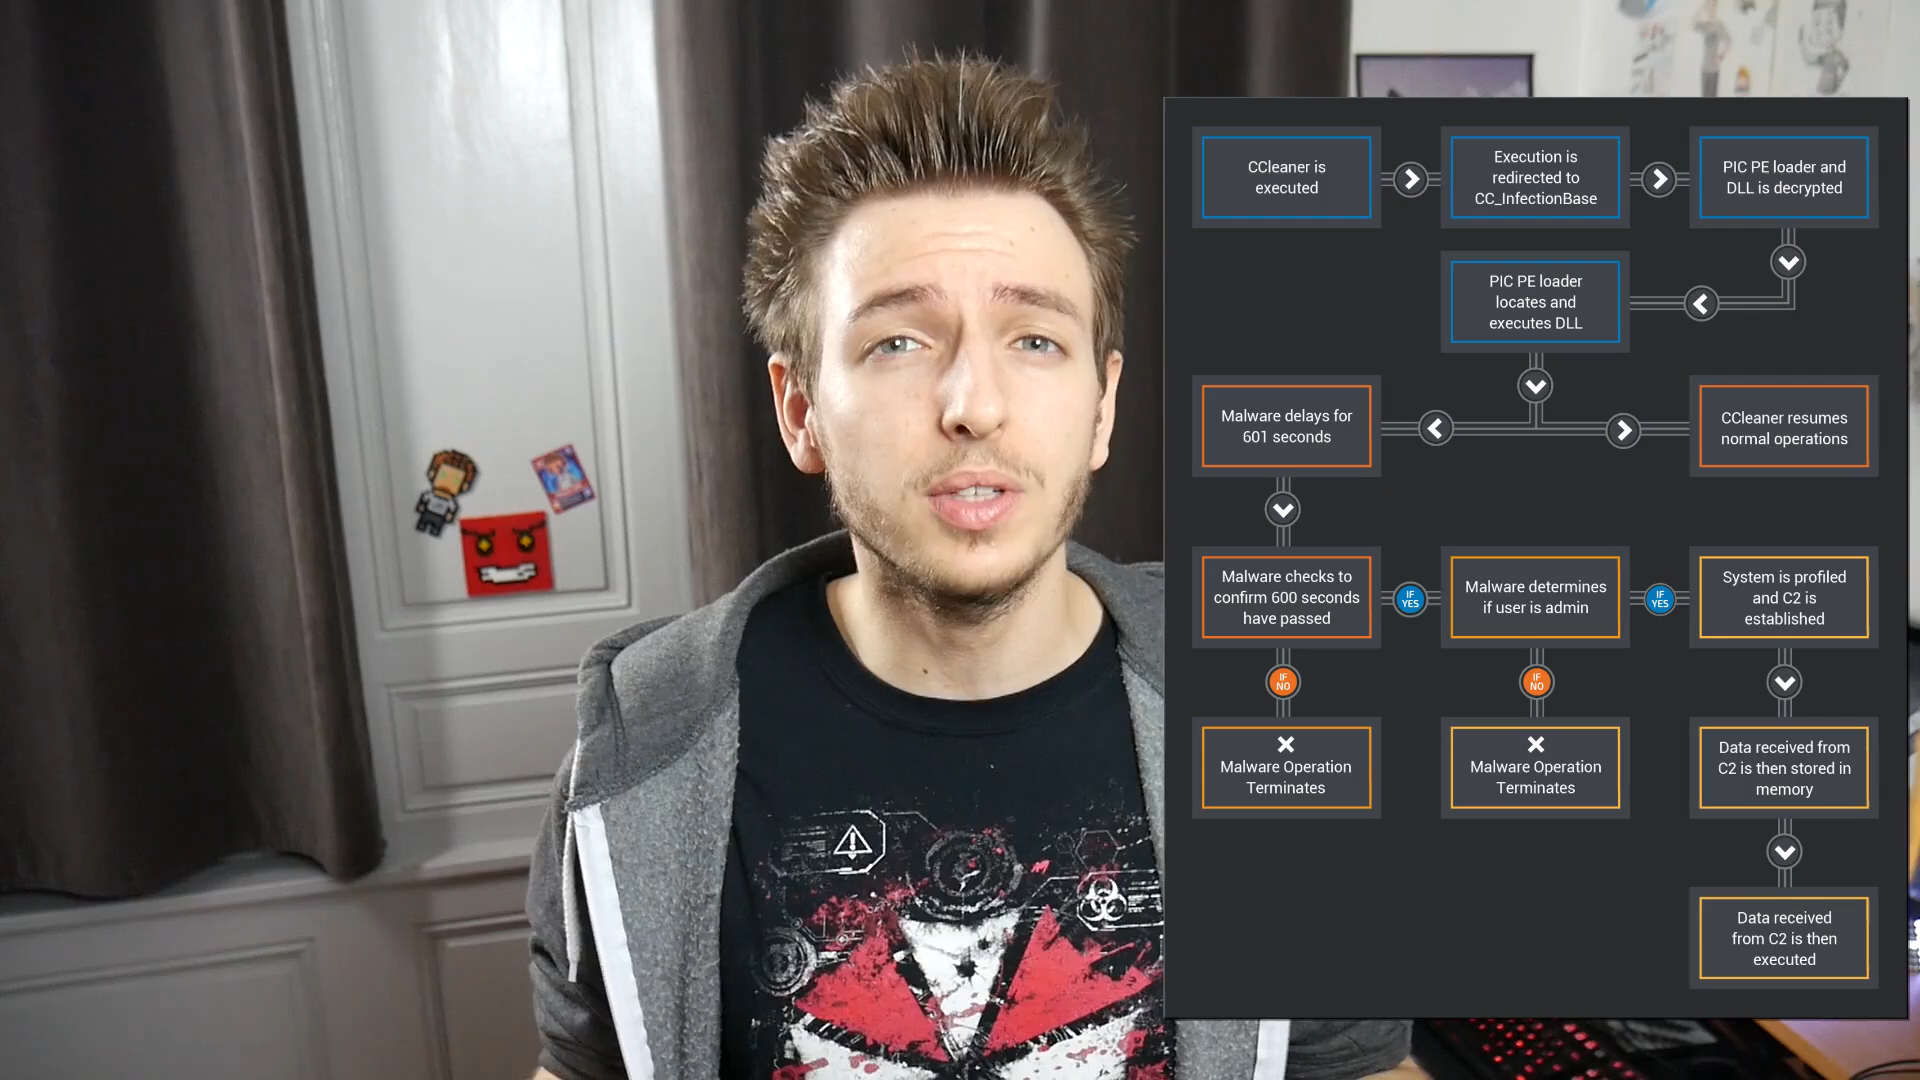 CCleaner is
executed
Execution is
redirected to
CC_InfectionBase
PIC PE loader and
DLL is decrypted
PIC PE loader
locates and
executes DLL
Malware delays for
601 seconds
CCleaner resumes
normal operations
Malware checks to
confirm 600 seconds
have passed
IF
YES
Malware determines
if user is admin
IF
YES
System is profiled
and C2 is
established
IF
NO
IF
NO
Malware Operation
Terminates
Malware Operation
Terminates
Data received from
C2 is then stored in
memory
Data received
from C2 is then
executed